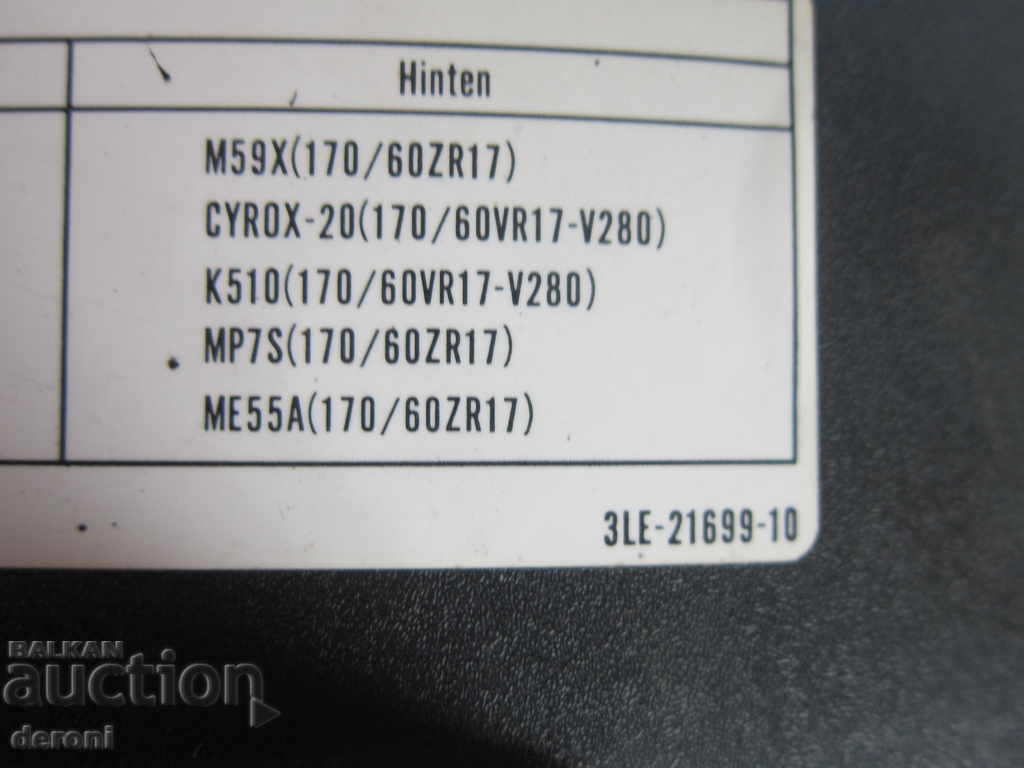 Hinten
M59X(170/60ZR17)
CYROX-20(170/60VR17-V280)
K510(170/60VR17-V280)
MP7S(170/60ZR17)
ME55A(170/60ZR17)
3LE-21699-10
BALKAN
auction
deroni